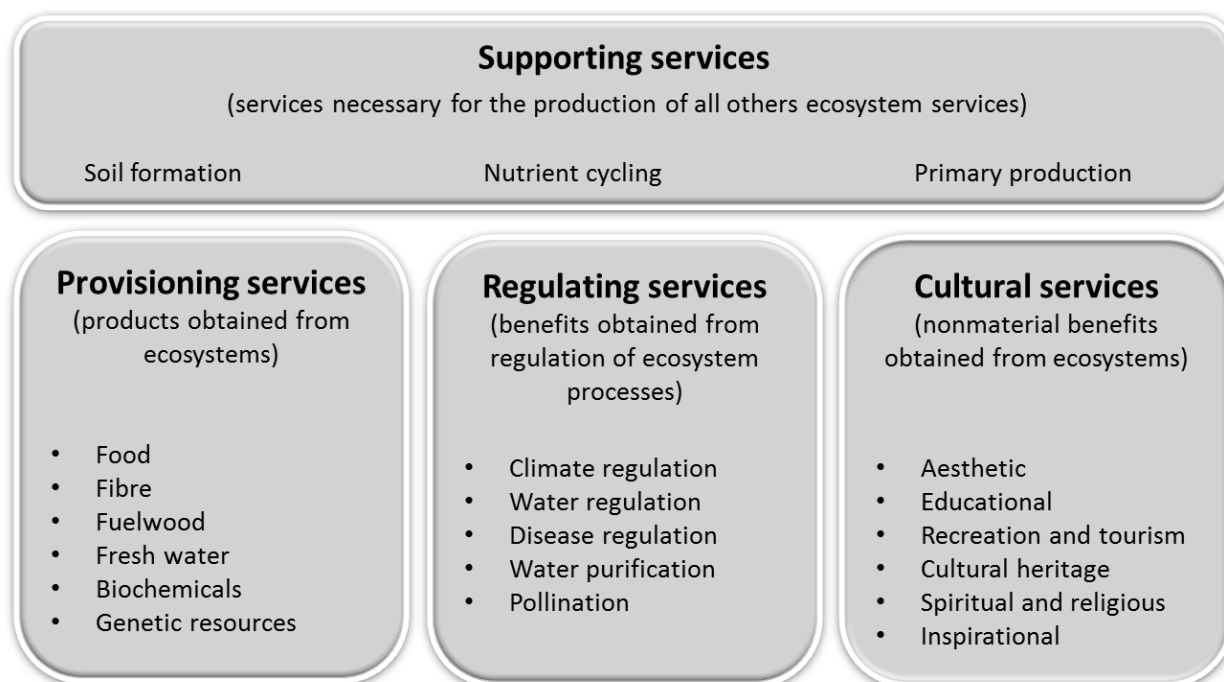 Supporting services
(services necessary for the production of all others ecosystem services)
Soil formation Nutrient cycling Primary production
Provisioning services
(products obtained from
ecosystems)
• Food
• Fibre
• Fuelwood
• Fresh water
• Biochemicals
• Genetic resources
Regulating services
(benefits obtained from
regulation of ecosystem
processes)
• Climate regulation
• Water regulation
• Disease regulation
• Water purification
• Pollination
Cultural services
(nonmaterial benefits
obtained from ecosystems)
• Aesthetic
• Educational
• Recreation and tourism
• Cultural heritage
• Spiritual and religious
• Inspirational